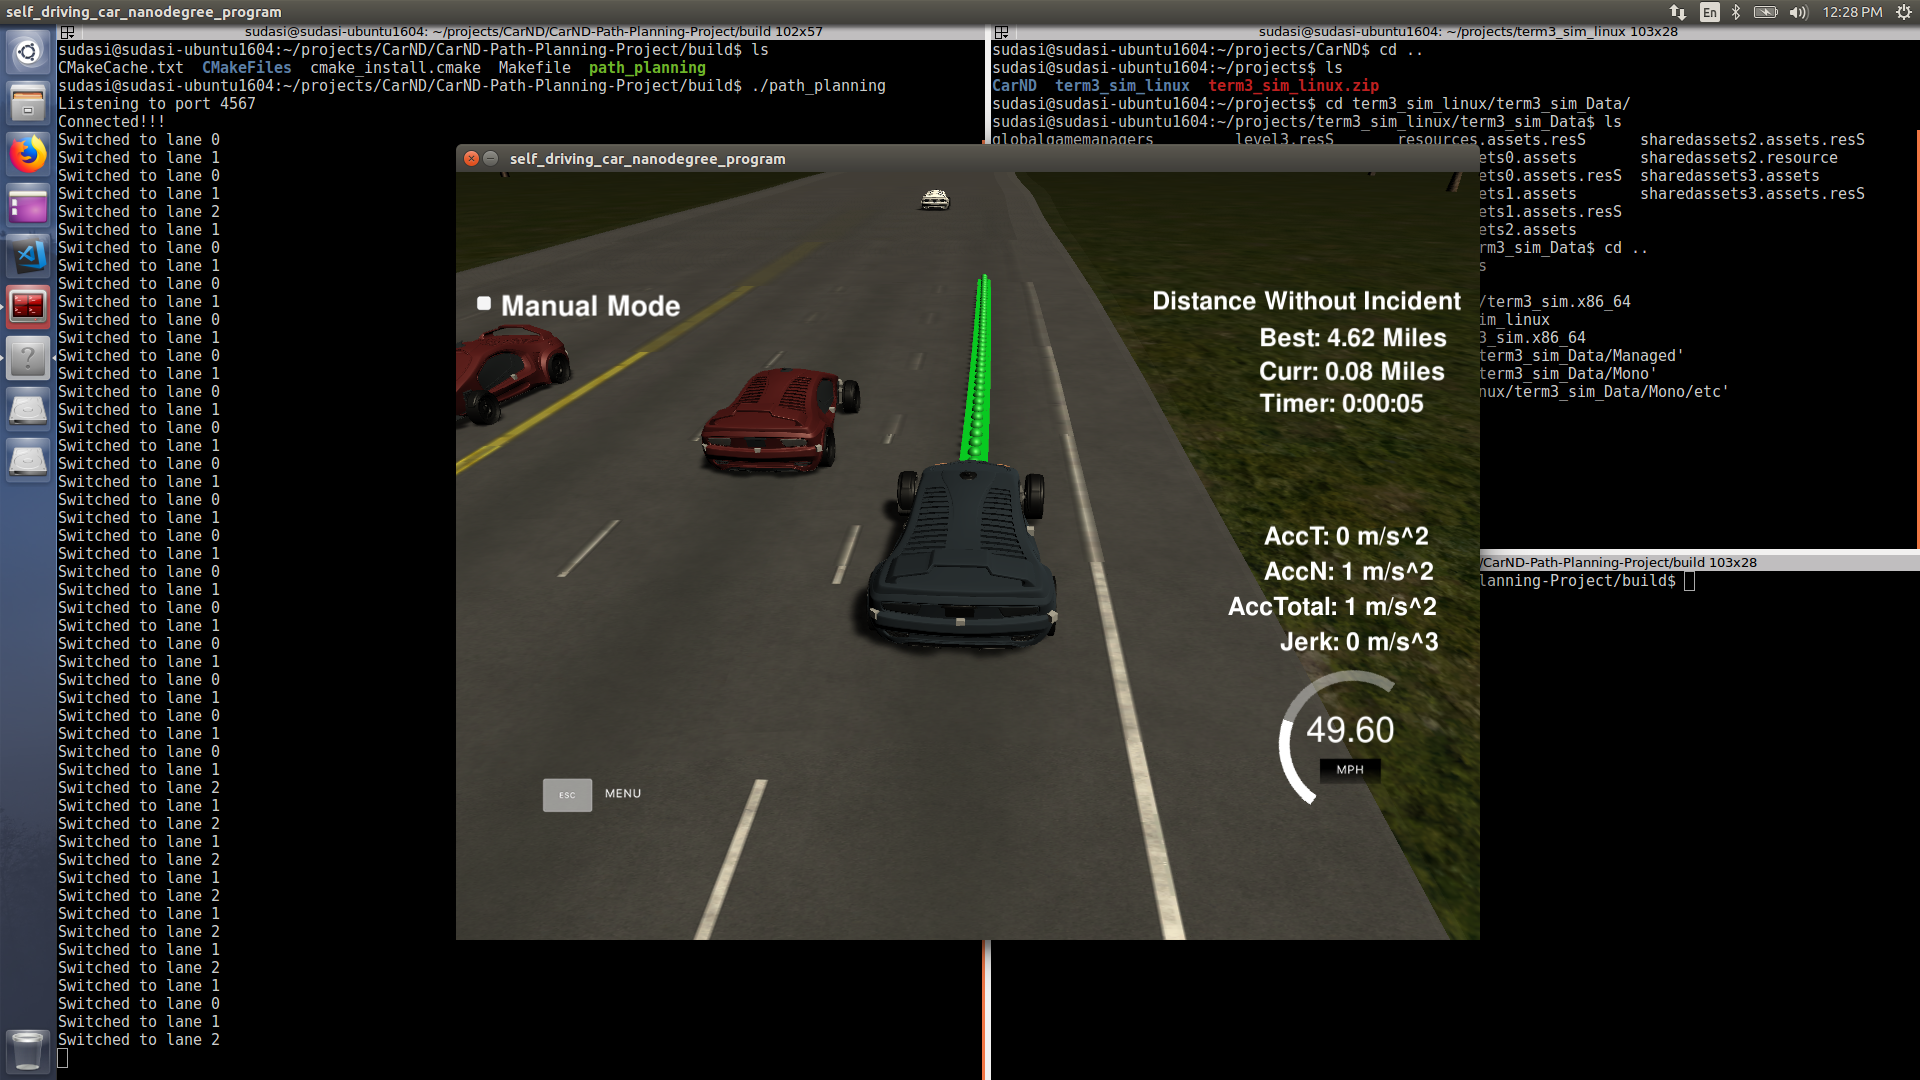 self_driving_car_nanodegree_program
En
12:28 PM
sudasi@sudasi-ubuntu1604: ~/projects/CarND/CarND-Path-Planning-Project/build 102x57
sudasi@sudasi-ubuntu1604:~/projects/CarND/CarND-Path-Planning-Project/build$ ls
CMakeCache.txt CMakeFiles cmake_install.cmake Makefile path_planning
sudasi@sudasi-ubuntu1604:~/projects/CarND/CarND-Path-Planning-Project/build$ ./path_planning
Listening to port 4567
Connected!!!
Switched to lane 0
Switched to lane 1
Switched to lane 0
Switched to lane 1
Switched to lane 2
Switched to lane 1
Switched to lane 0
Switched to lane 1
Switched to lane 0
Switched to lane 1
Switched to lane 0
Switched to lane 1
Switched to lane 0
Switched to lane 1
Switched to lane 0
Switched to lane 1
Switched to lane 0
Switched to lane 1
Switched to lane 0
Switched to lane 1
Switched to lane 0
Switched to lane 1
Switched to lane 0
Switched to lane 1
Switched to lane 0
Switched to lane 1
Switched to lane 0
Switched to lane 1
Switched to lane 0
Switched to lane 1
Switched to lane 0
Switched to lane 1
Switched to lane 0
Switched to lane 1
Switched to lane 0
Switched to lane 1
Switched to lane 2
Switched to lane 1
Switched to lane 2
Switched to lane 1
Switched to lane 2
Switched to lane 1
Switched to lane 2
Switched to lane 1
Switched to lane 2
Switched to lane 1
Switched to lane 2
Switched to lane 1
Switched to lane 0
Switched to lane 1
Switched to lane 2
sudasi@sudasi-ubuntu1604: ~/projects/term3_sim_linux 103x28
sudasi@sudasi-ubuntu1604:~/projects/CarND$ cd ..
sudasi@sudasi-ubuntu1604:~/projects$ ls
CarND term3_sim_linux term3_sim_linux.zip
sudasi@sudasi-ubuntu1604:~/projects$ cd term3_sim_linux/term3_sim_Data/
sudasi@sudasi-ubuntu1604:~/projects/term3_sim_linux/term3_sim_Data$ ls
globalgamemanagers level3.resS resources.assets.resS sharedassets2.assets.resS
ets0.assets sharedassets2.resource
ets0.assets.resS sharedassets3.assets
ets1.assets sharedassets3.assets.resS
ets1.assets.resS
ets2.assets
rm3_sim_Data$ cd ..
s
/term3_sim.x86_64
im_linux
3_sim.x86_64
term3_sim_Data/Managed'
term3_sim_Data/Mono'
nux/term3_sim_Data/Mono/etc'
/CarND-Path-Planning-Project/build 103x28
lanning-Project/build$
self_driving_car_nanodegree_program
Manual Mode
Distance Without Incident
Best: 4.62 Miles
Curr: 0.08 Miles
Timer: 0:00:05
AccT: 0 m/s^2
AccN: 1 m/s^2
AccTotal: 1 m/s^2
Jerk: 0 m/s^3
49.60
MPH
ESC MENU